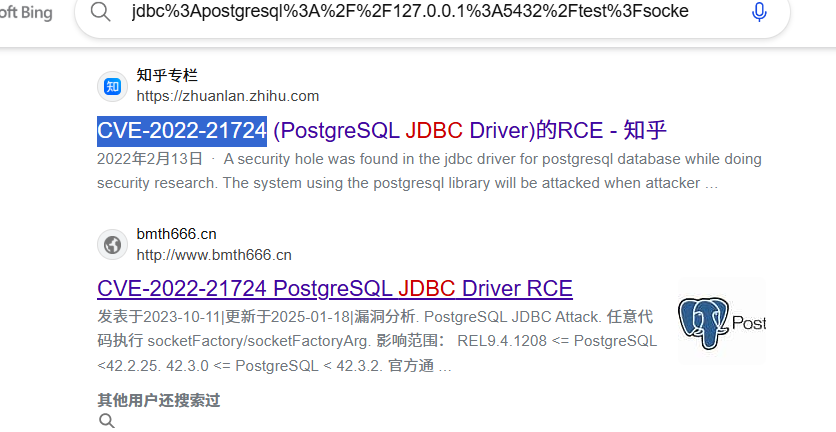 oft Bing
jdbc%3Apostgresql%3A%2F%2F127.0.0.1%3A5432%2Ftest%3Fsocke
知
知乎专栏
https://zhuanlan.zhihu.com
CVE-2022-21724 (PostgreSQL JDBC Driver)的RCE - 知乎
2022年2月13日 · A security hole was found in the jdbc driver for postgresql database while doing
security research. The system using the postgresql library will be attacked when attacker ...
bmth666.cn
http://www.bmth666.cn
CVE-2022-21724 PostgreSQL JDBC Driver RCE
发表于2023-10-11|更新于2025-01-18|漏洞分析. PostgreSQL JDBC Attack. 任意代
码执行 socketFactory/socketFactoryArg. 影响范围： REL9.4.1208 <= PostgreSQL
<42.2.25. 42.3.0 <= PostgreSQL < 42.3.2. 官方通 ...
Post
其他用户还搜索过